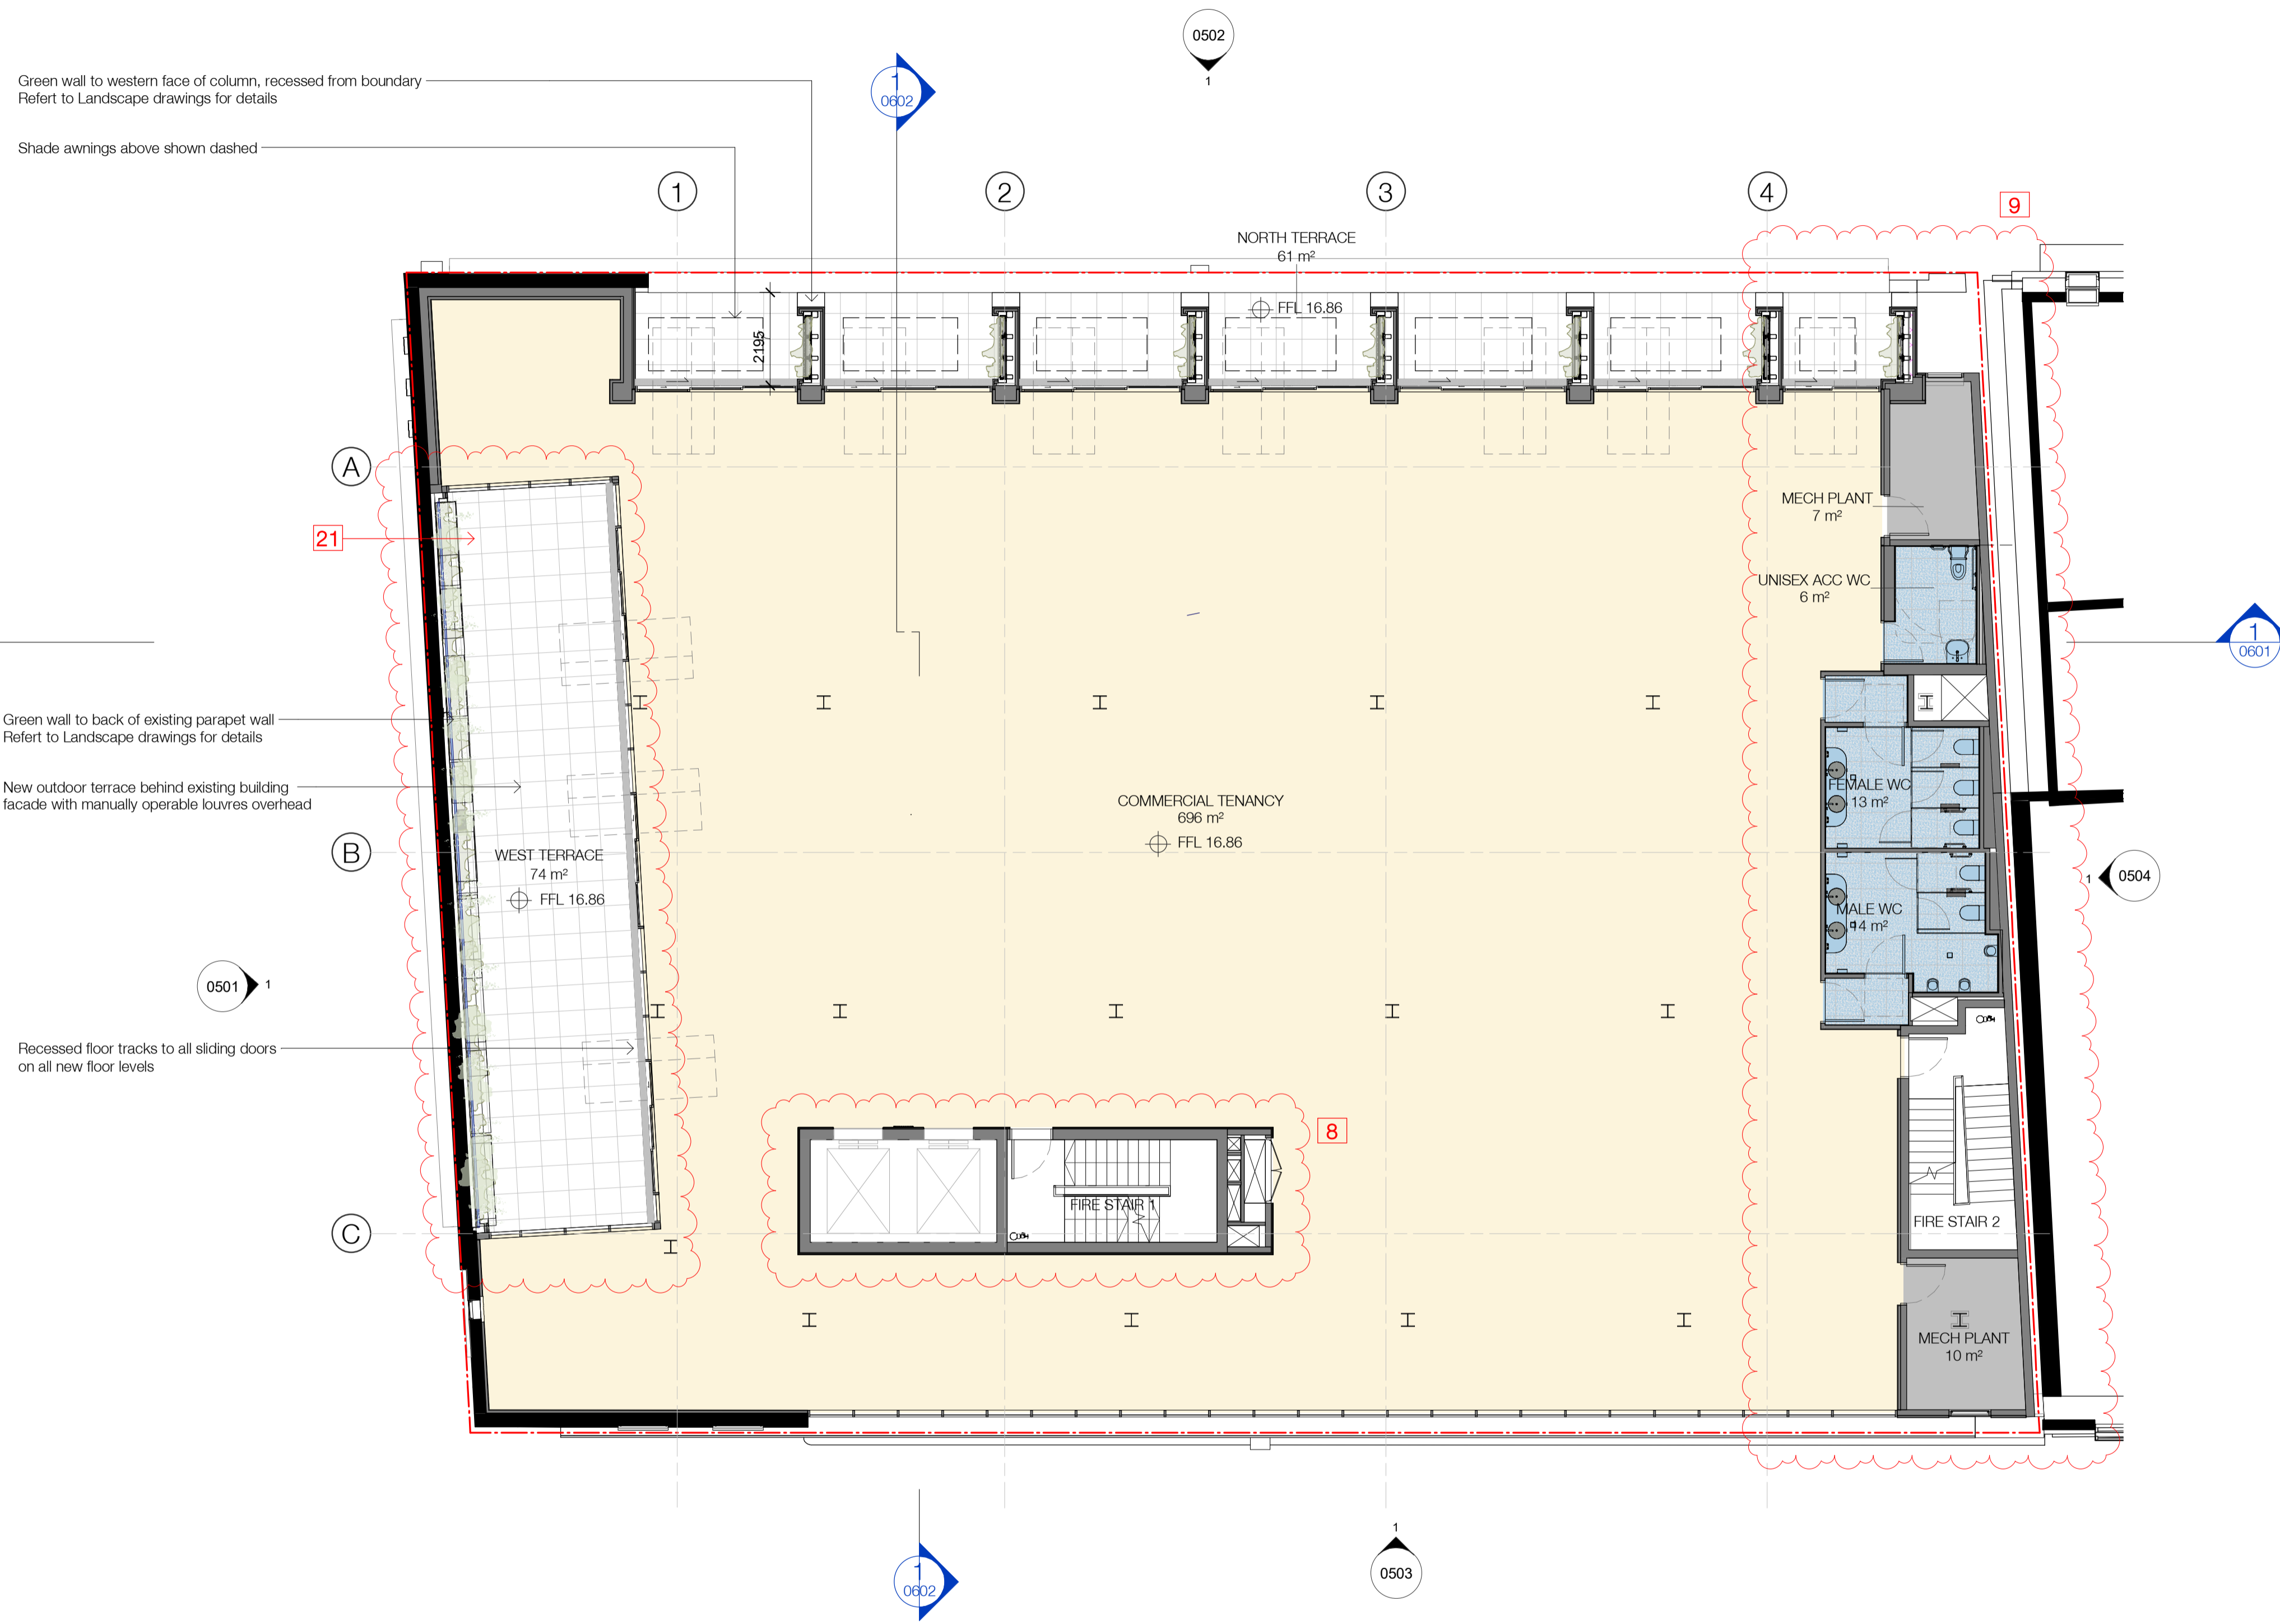 0502
1
Green wall to western face of column, recessed from boundary
Refert to Landscape drawings for details
1
0602
Shade awnings above shown dashed
1
2
3
4
9
NORTH TERRACE
61 m²
FFL 16.86
2195
A
MECH PLANT
7 m²
21
UNISEX ACC WC
6 m²
1
0601
Green wall to back of existing parapet wall
Refert to Landscape drawings for details
New outdoor terrace behind existing building
facade with manually operable louvres overhead
COMMERCIAL TENANCY
696 m²
FFL 16.86
FEMALE WC
13 m²
B
WEST TERRACE
74 m²
FFL 16.86
1
0504
MALE WC
14 m²
0501
1
Recessed floor tracks to all sliding doors
on all new floor levels
8
FIRE STAIR 1
C
FIRE STAIR 2
MECH PLANT
10 m²
1
0503
1
0602